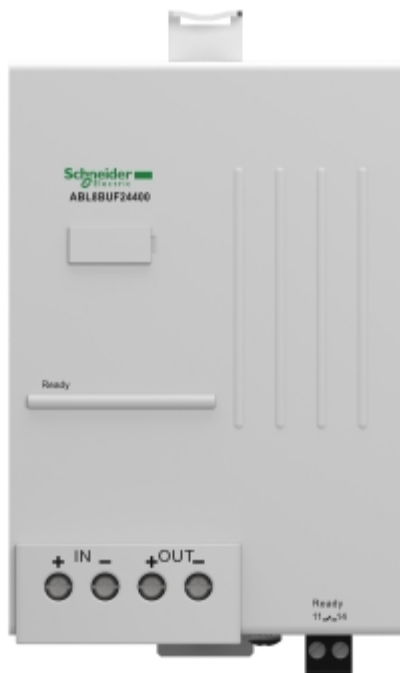 Schneider
Electric
ABL8BUF24400
Ready
+ IN - + OUT -
Ready
11 14